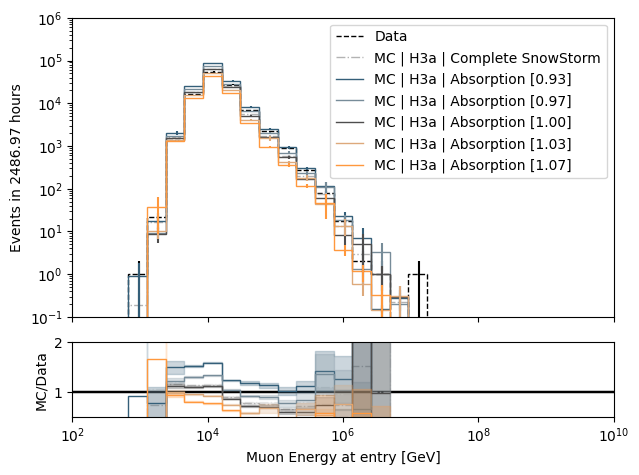 10^6
10^5
10^4
10^3
10^2
10^1
10^0
10^-1
Events in 2486.97 hours
Data
MC | H3a | Complete SnowStorm
MC | H3a | Absorption [0.93]
MC | H3a | Absorption [0.97]
MC | H3a | Absorption [1.00]
MC | H3a | Absorption [1.03]
MC | H3a | Absorption [1.07]
2
1
MC/Data
10^2 10^4 10^6 10^8 10^10
Muon Energy at entry [GeV]